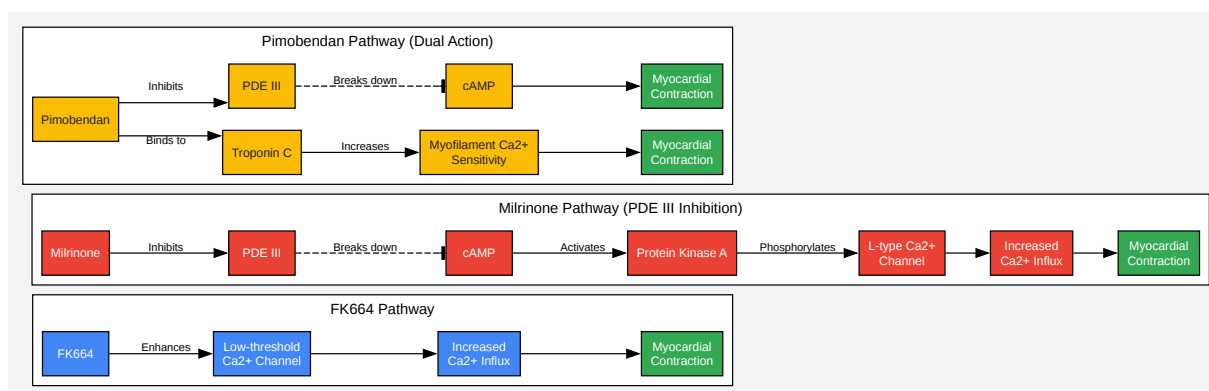 Pimobendan Pathway (Dual Action)
Pimobendan
Inhibits
PDE III
Breaks down
cAMP
Myocardial
Contraction
Binds to
Troponin C
Increases
Myofilament Ca2+
Sensitivity
Myocardial
Contraction
Milrinone Pathway (PDE III Inhibition)
Milrinone
Inhibits
PDE III
Breaks down
cAMP
Activates
Protein Kinase A
Phosphorylates
L-type Ca2+
Channel
Increased
Ca2+ Influx
Myocardial
Contraction
FK664 Pathway
FK664
Enhances
Low-threshold
Ca2+ Channel
Increased
Ca2+ Influx
Myocardial
Contraction